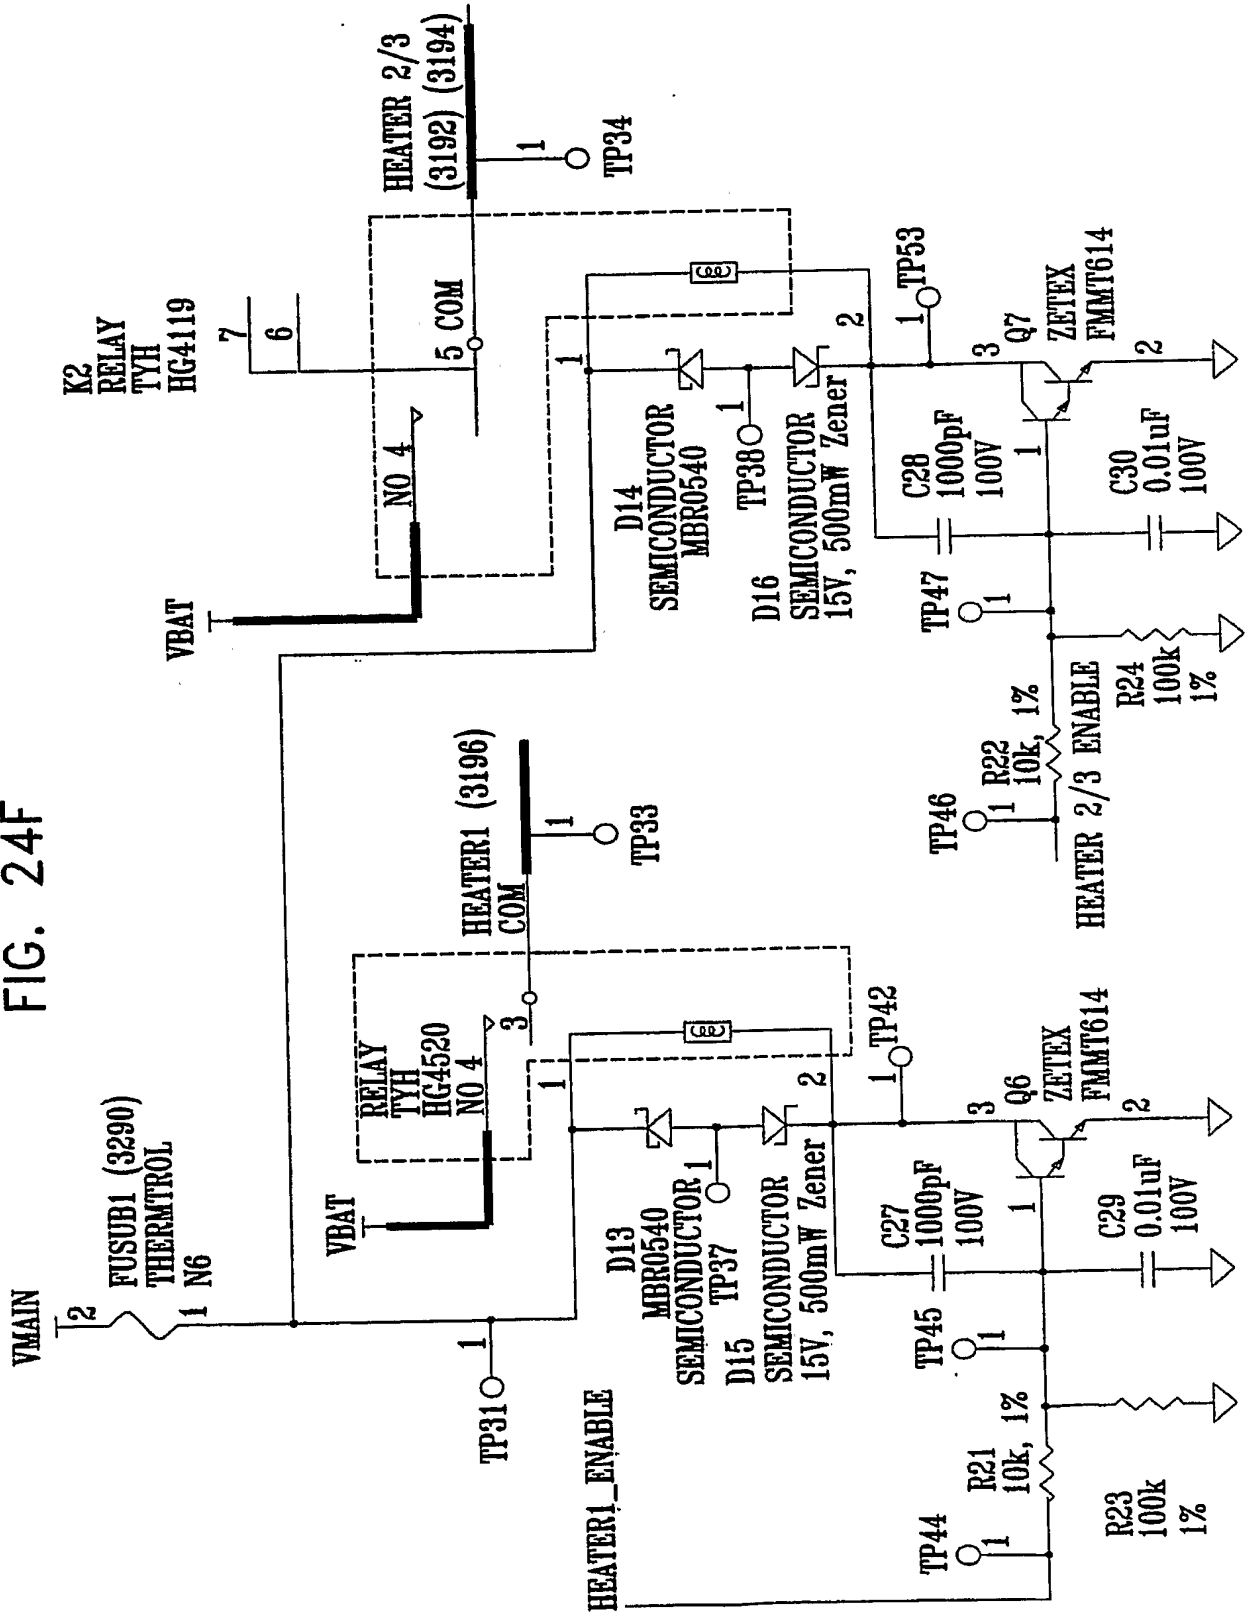 FIG. 24F
VMAIN
2
FUSUB1 (3290)
THERMTROL
1
N6
TP31
1
VBAT
RELAY
TYH
HG4520
NO 4
3
HEATER1 (3196)
COM
1
TP33
1
D13
MBR0540
SEMICONDUCTOR
TP37
1
D15
SEMICONDUCTOR
15V, 500mW Zener
2
TP42
1
C27
1000pF
100V
3
Q6
ZETEX
FMMT614
2
1
C29
0.01uF
100V
TP45
1
HEATER1_ENABLE
TP44
1
R21
10k, 1%
R23
100k
1%
K2
RELAY
TYH
HG4119
7
6
VBAT
NO 4
5 COM
HEATER 2/3
(3192) (3194)
1
TP34
1
D14
SEMICONDUCTOR
MBR0540
TP38
1
D16
SEMICONDUCTOR
15V, 500mW Zener
2
TP53
1
C28
1000pF
100V
3
Q7
ZETEX
FMMT614
2
1
C30
0.01uF
100V
TP47
1
TP46
1
R22
10k, 1%
HEATER 2/3 ENABLE
R24
100k
1%